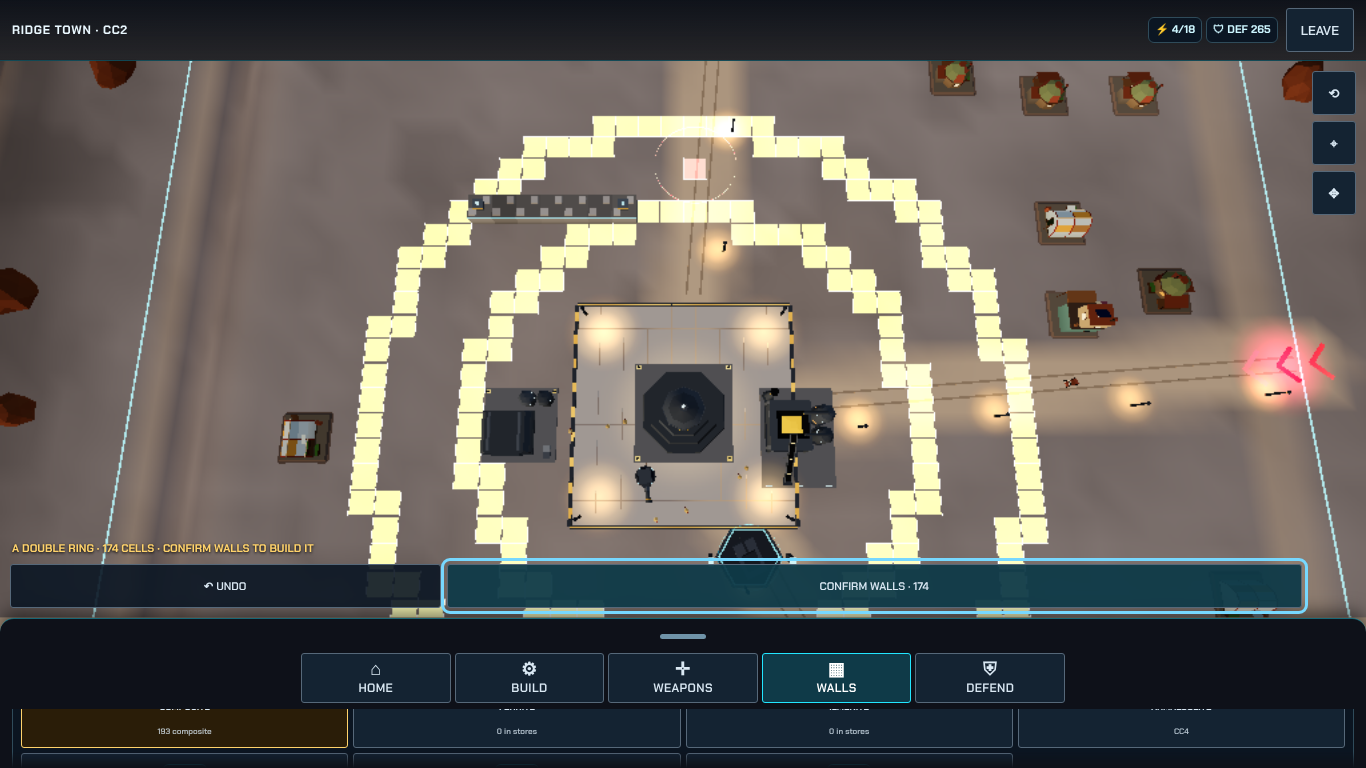 RIDGE TOWN · CC2
⚡ 4/18
🛡 DEF 265
LEAVE
A DOUBLE RING · 174 CELLS · CONFIRM WALLS TO BUILD IT
↶ UNDO
CONFIRM WALLS · 174
HOME
BUILD
WEAPONS
WALLS
DEFEND
193 composite
0 in stores
0 in stores
CC4